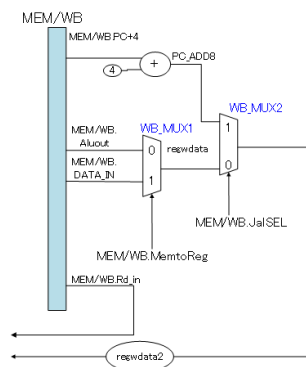 MEM/WB
MEM/WB.PC+4
PC_ADD8
4
+
WB_MUX2
WB_MUX1
1
MEM/WB.
Aluout
0
regwdata
MEM/WB.
DATA_IN
1
0
MEM/WB.JalSEL
MEM/WB.MemtoReg
MEM/WB.Rd_in
regwdata2